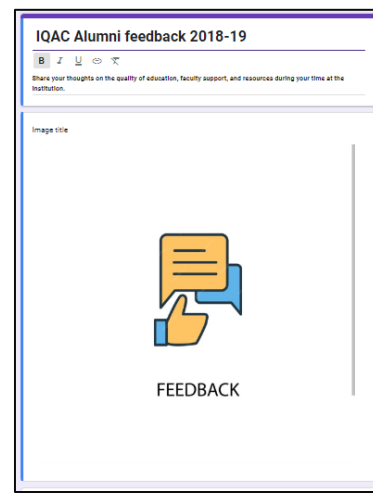 IQAC Alumni feedback 2018-19
B I U
Share your thoughts on the quality of education, faculty support, and resources during your time at the
institution.
Image title
FEEDBACK